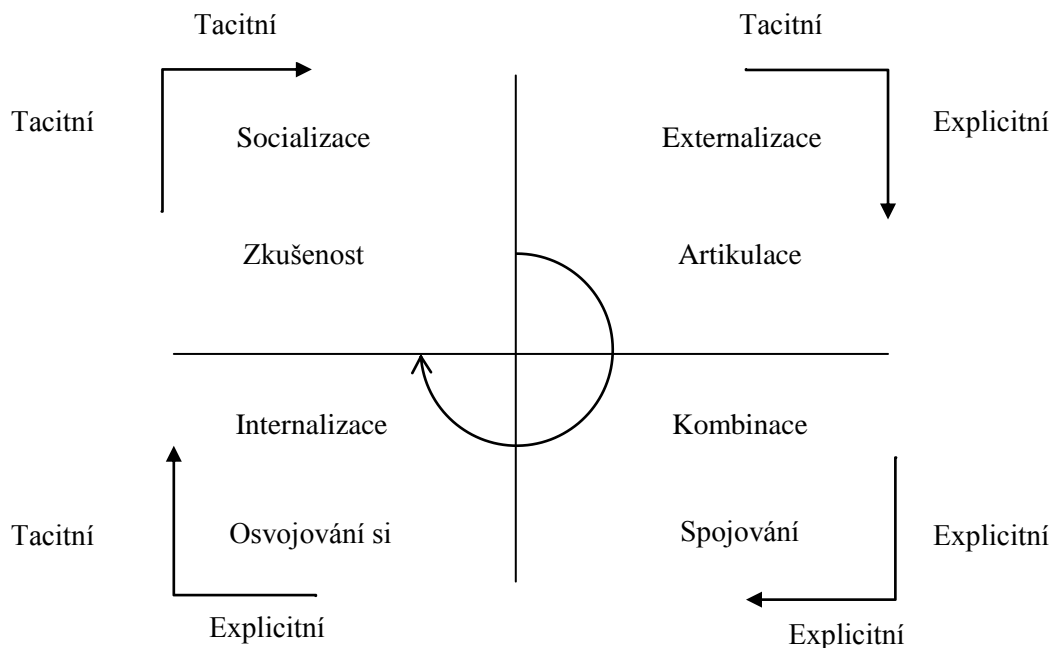 Tacitní
Tacitní
Tacitní
Explicitní
Socializace
Externalizace
Zkušenost
Artikulace
Internalizace
Kombinace
Tacitní
Osvojování si
Spojování
Explicitní
Explicitní
Explicitní